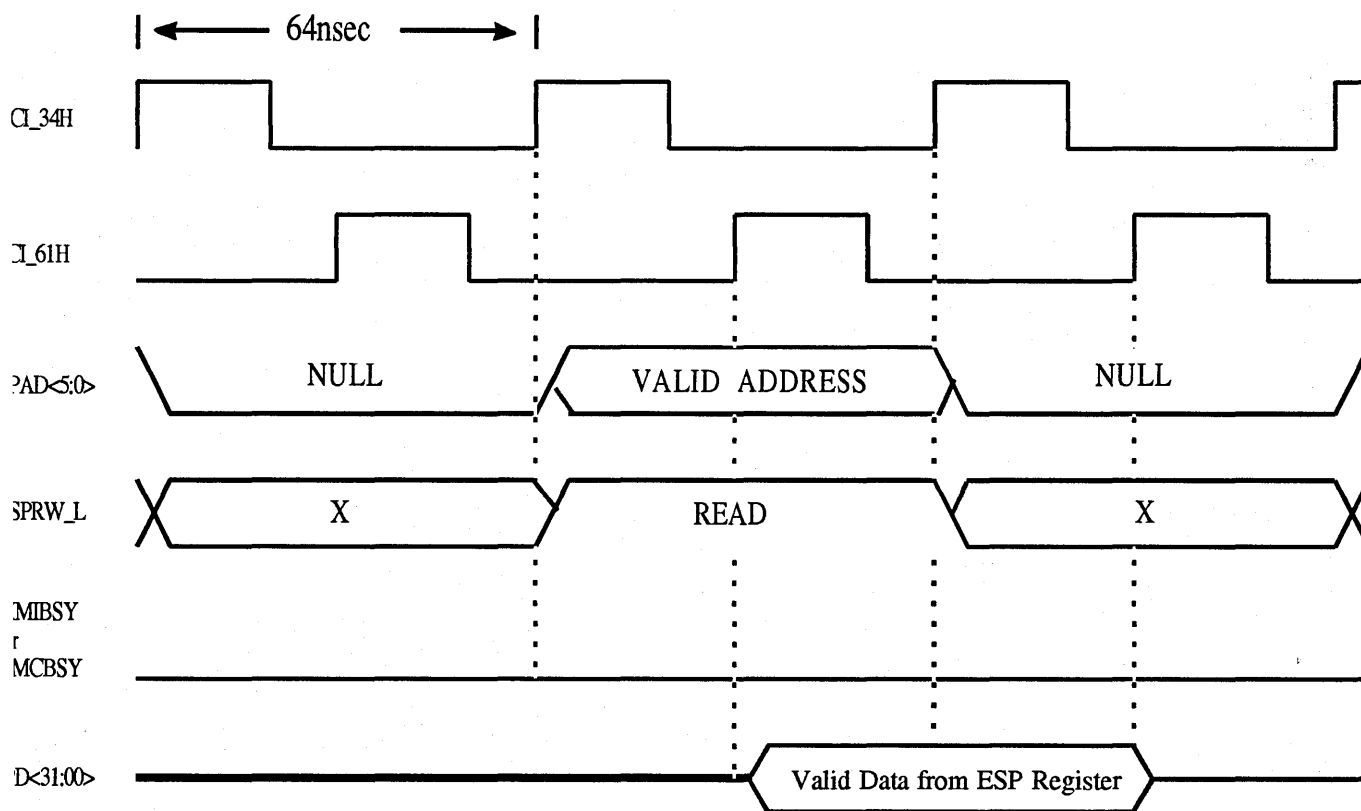 64nsec
CI_34H
CI_61H
PAD<5:0>
NULL
VALID ADDRESS
NULL
SPRW_L
X
READ
X
MIBSY
r
MCBSY
D<31:00>
Valid Data from ESP Register